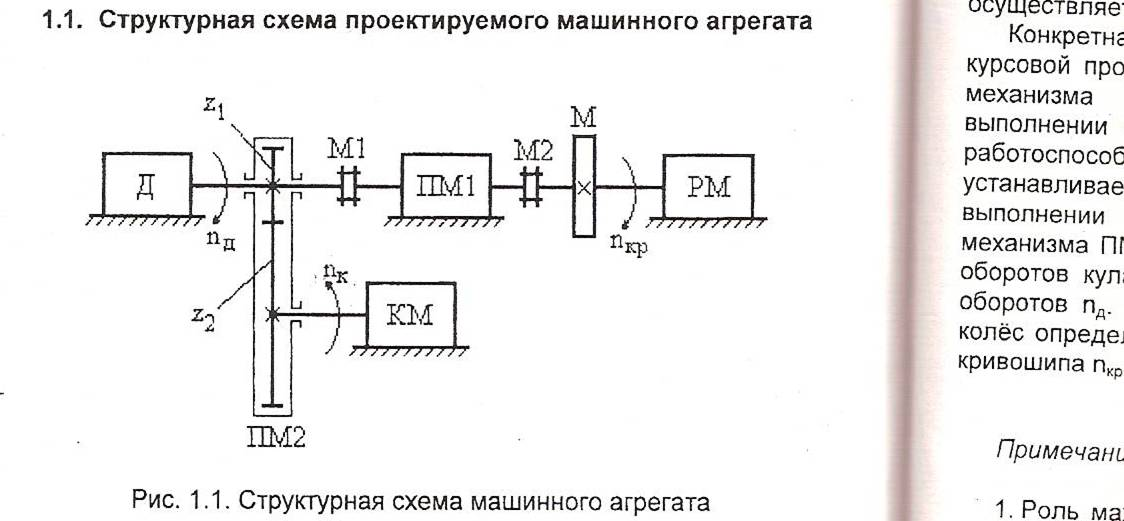 1.1. Структурная схема проектируемого машинного агрегата
z1
M
M1
M2
Д
ПМ1
РМ
nд
nкр
nк
z2
КМ
ПМ2
Рис. 1.1. Структурная схема машинного агрегата
осуществляет
Конкретна
курсовой про
механизма
выполнении
работоспособ
устанавливае
выполнении
механизма ПМ
оборотов кула
оборотов nд.
колёс определ
кривошипа nкр
Примечани
1. Роль мах